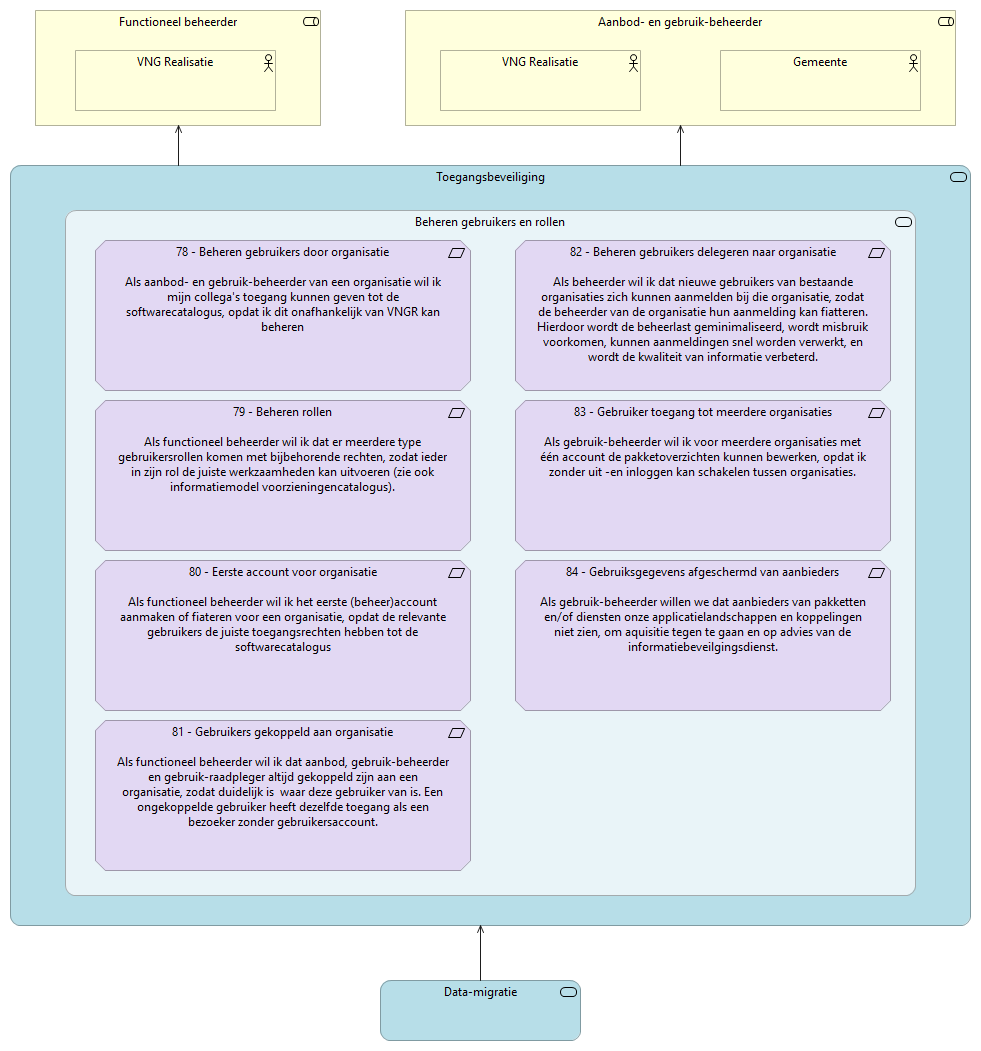 Functioneel beheerder
VNG Realisatie
Aanbod- en gebruik-beheerder
VNG Realisatie
Gemeente
Toegangsbeveiliging
Beheren gebruikers en rollen
78 - Beheren gebruikers door organisatie
Als aanbod- en gebruik-beheerder van een organisatie wil ik
mijn collega's toegang kunnen geven tot de
softwarecatalogus, opdat ik dit onafhankelijk van VNGR kan
beheren
82 - Beheren gebruikers delegeren naar organisatie
Als beheerder wil ik dat nieuwe gebruikers van bestaande
organisaties zich kunnen aanmelden bij die organisatie, zodat
de beheerder van de organisatie hun aanmelding kan fiatteren.
Hierdoor wordt de beheerlast geminimaliseerd, wordt misbruik
voorkomen, kunnen aanmeldingen snel worden verwerkt, en
wordt de kwaliteit van informatie verbeterd.
79 - Beheren rollen
Als functioneel beheerder wil ik dat er meerdere type
gebruikersrollen komen met bijbehorende rechten, zodat ieder
in zijn rol de juiste werkzaamheden kan uitvoeren (zie ook
informatiemodel voorzieningencatalogus).
83 - Gebruiker toegang tot meerdere organisaties
Als gebruik-beheerder wil ik voor meerdere organisaties met
één account de pakketoverzichten kunnen bewerken, opdat ik
zonder uit -en inloggen kan schakelen tussen organisaties.
80 - Eerste account voor organisatie
Als functioneel beheerder wil ik het eerste (beheer)account
aanmaken of fiateren voor een organisatie, opdat de relevante
gebruikers de juiste toegangsrechten hebben tot de
softwarecatalogus
84 - Gebruiksgegevens afgeschermd van aanbieders
Als gebruik-beheerder willen we dat aanbieders van pakketten
en/of diensten onze applicatielandschappen en koppelingen
niet zien, om aquisitie tegen te gaan en op advies van de
informatiebeveilgingsdienst.
81 - Gebruikers gekoppeld aan organisatie
Als functioneel beheerder wil ik dat aanbod, gebruik-beheerder
en gebruik-raadpleger altijd gekoppeld zijn aan een
organisatie, zodat duidelijk is  waar deze gebruiker van is. Een
ongekoppelde gebruiker heeft dezelfde toegang als een
bezoeker zonder gebruikersaccount.
Data-migratie